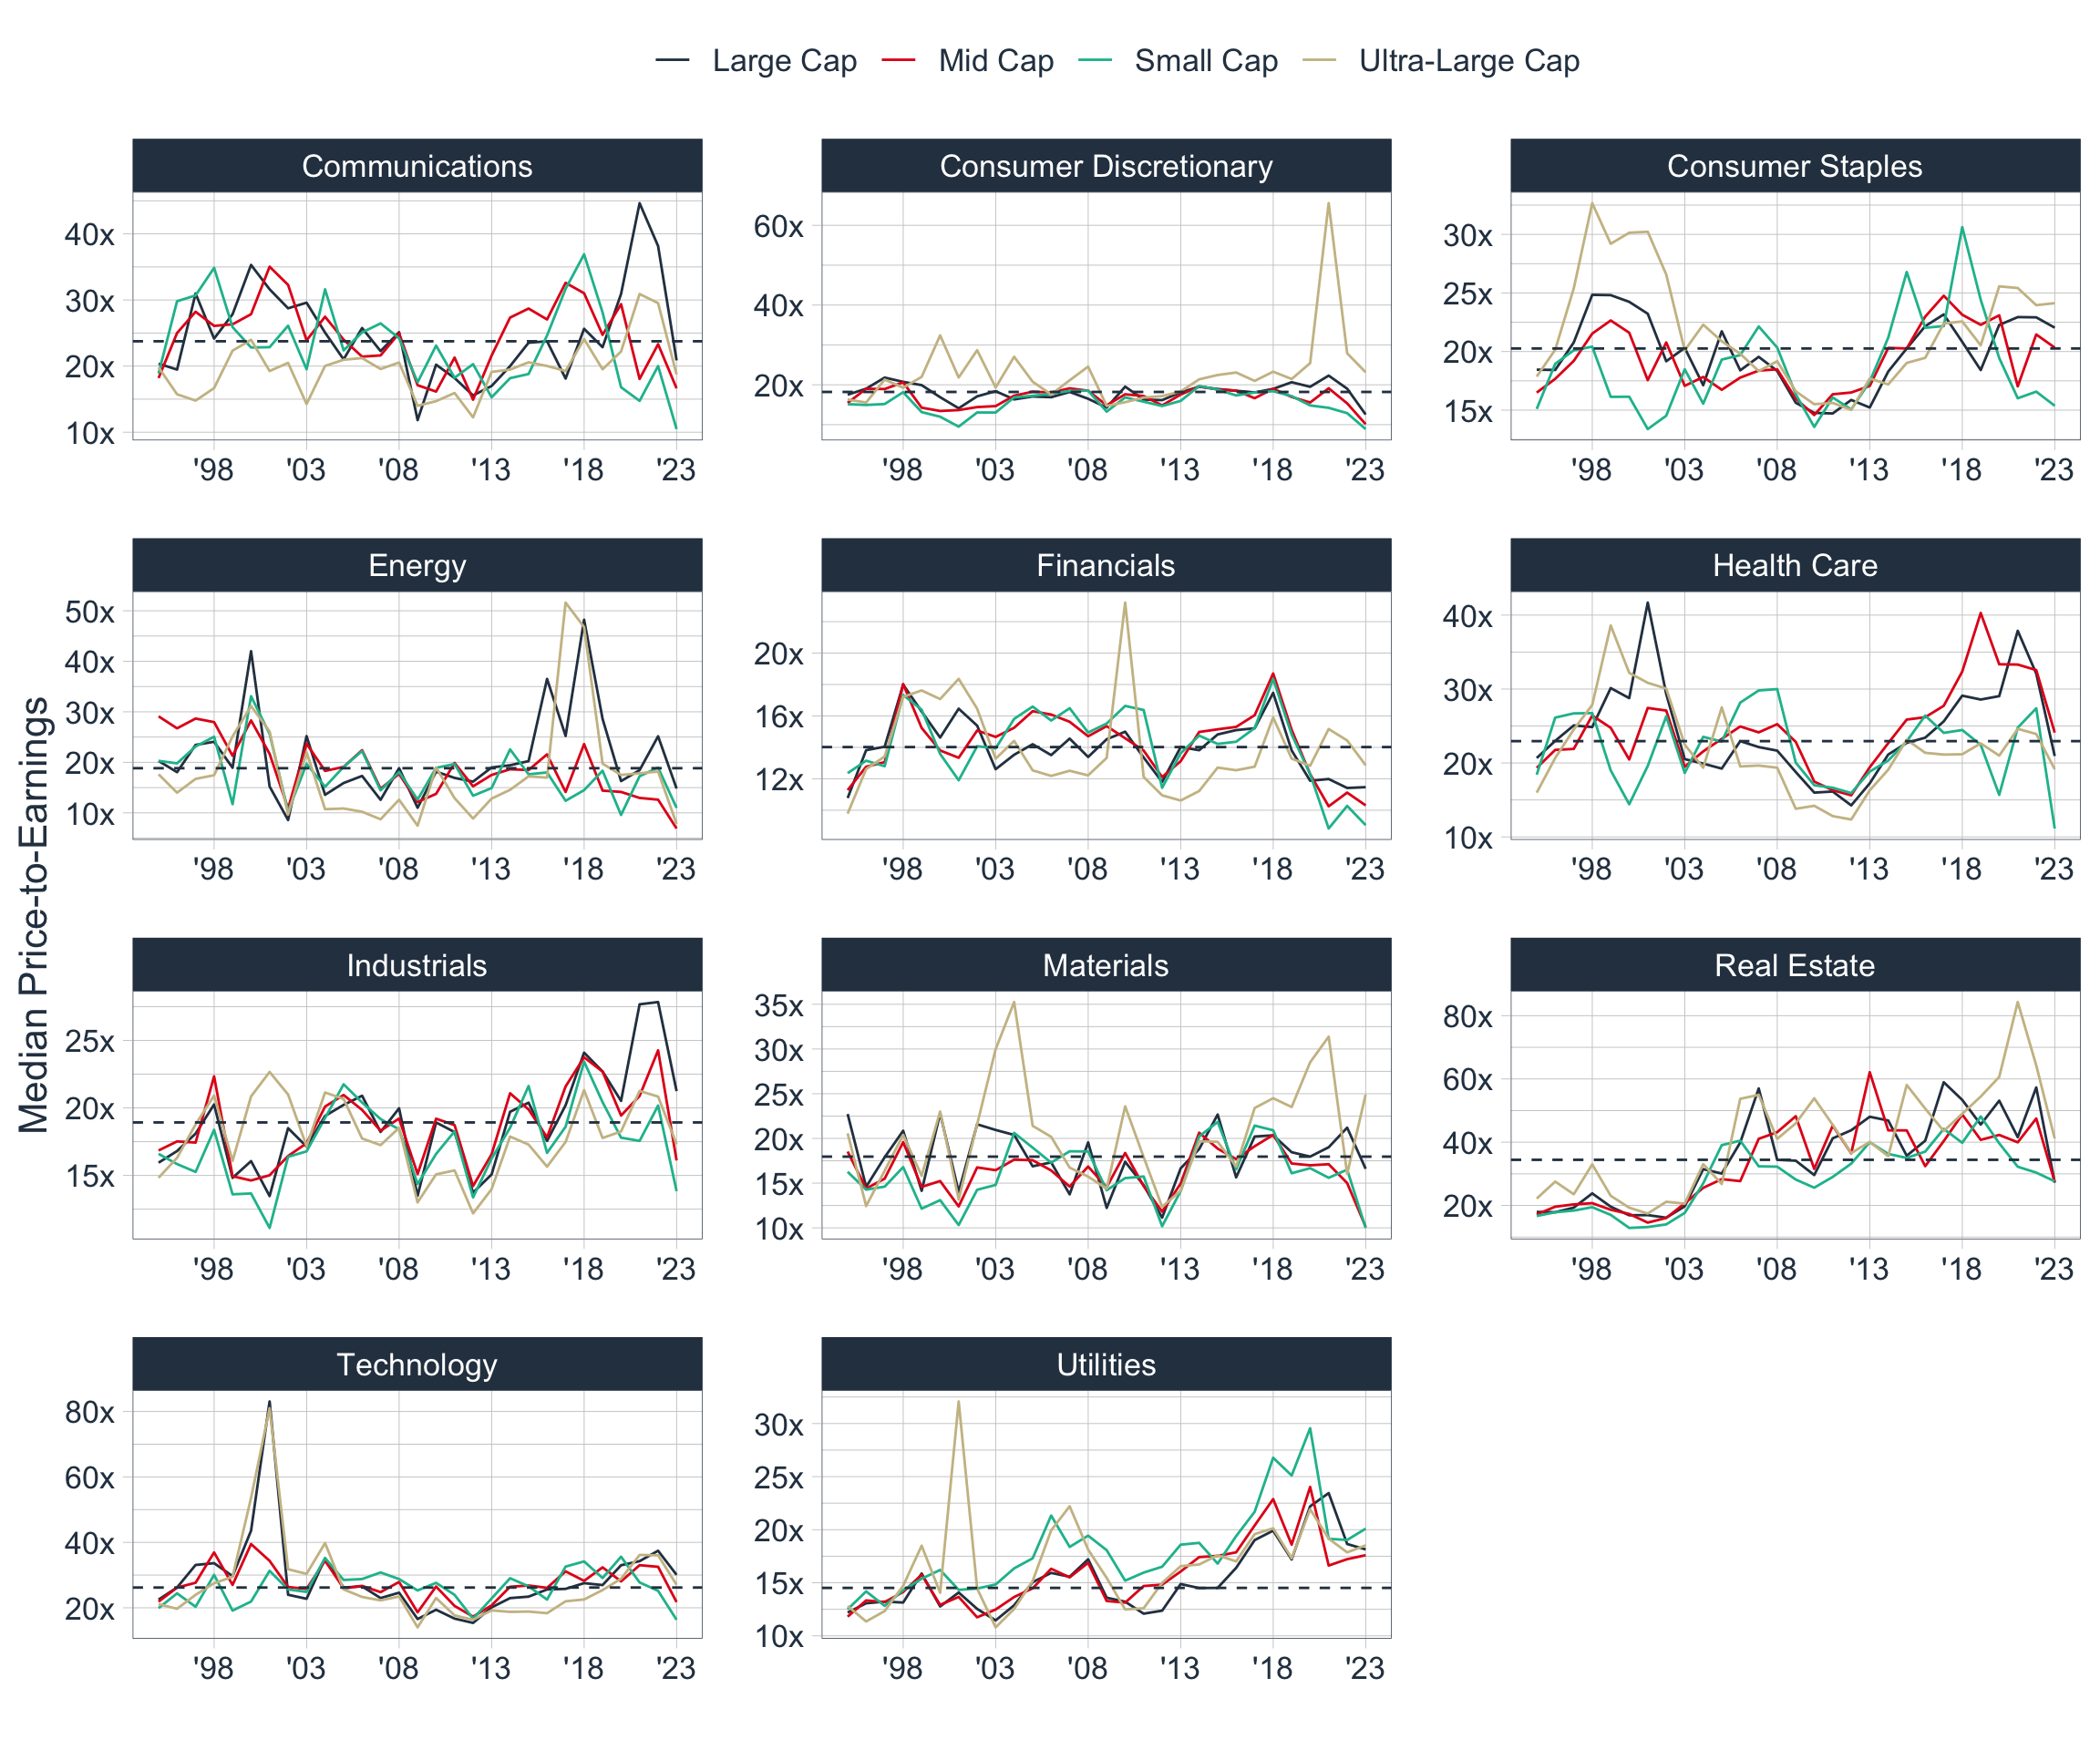 Large Cap Mid Cap Small Cap Ultra-Large Cap
Median Price-to-Earnings
Communications
40x
30x
20x
10x
'98 '03 '08 '13 '18 '23
Consumer Discretionary
60x
40x
20x
'98 '03 '08 '13 '18 '23
Consumer Staples
30x
25x
20x
15x
'98 '03 '08 '13 '18 '23
Energy
50x
40x
30x
20x
10x
'98 '03 '08 '13 '18 '23
Financials
20x
16x
12x
'98 '03 '08 '13 '18 '23
Health Care
40x
30x
20x
10x
'98 '03 '08 '13 '18 '23
Industrials
25x
20x
15x
'98 '03 '08 '13 '18 '23
Materials
35x
30x
25x
20x
15x
10x
'98 '03 '08 '13 '18 '23
Real Estate
80x
60x
40x
20x
'98 '03 '08 '13 '18 '23
Technology
80x
60x
40x
20x
'98 '03 '08 '13 '18 '23
Utilities
30x
25x
20x
15x
10x
'98 '03 '08 '13 '18 '23